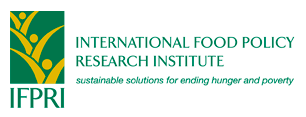 INTERNATIONAL FOOD POLICY
RESEARCH INSTITUTE
sustainable solutions for ending hunger and poverty
IFPRI